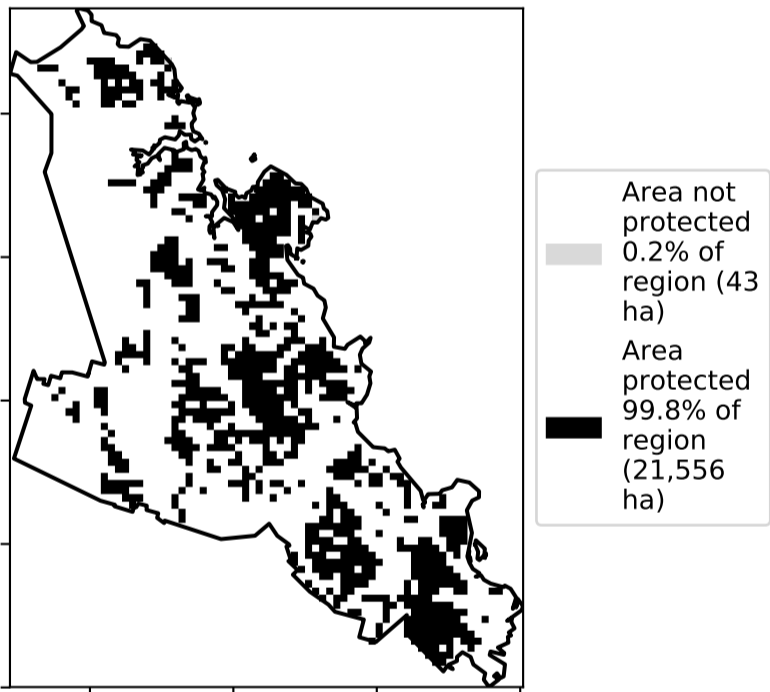 Area not
protected
0.2% of
region (43
ha)
Area
protected
99.8% of
region
(21,556
ha)